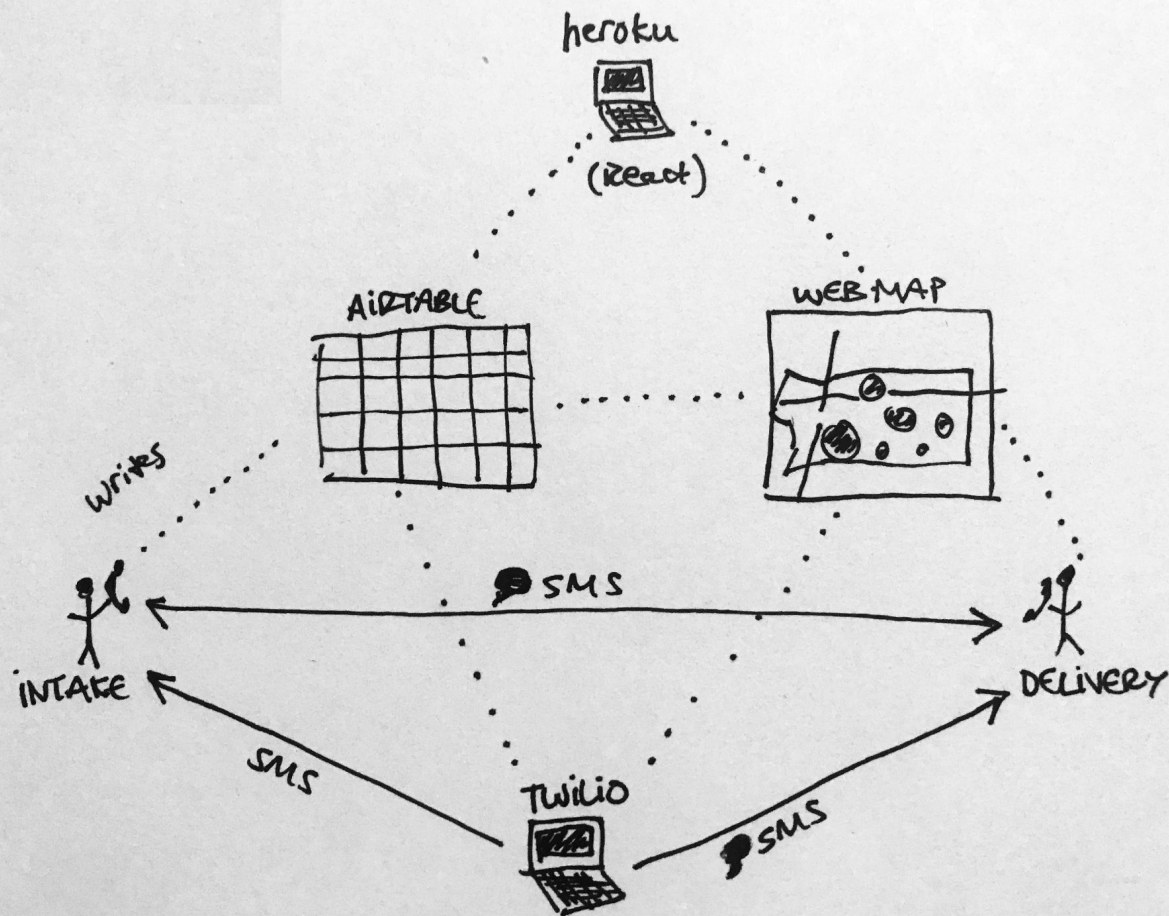 heroku
(React)
AIRTABLE
WEB MAP
writes
SMS
INTAKE
DELIVERY
SMS
TWILIO
SMS